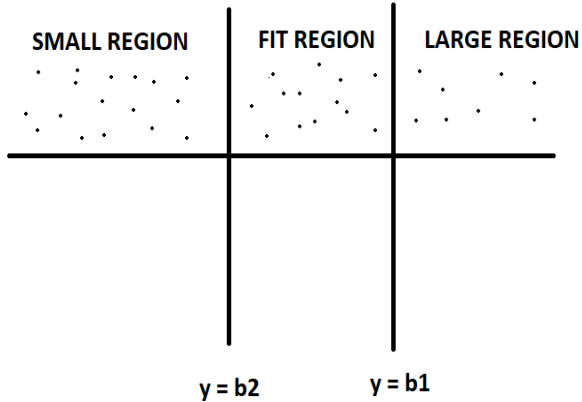 SMALL REGION
FIT REGION
LARGE REGION
y = b2
y = b1